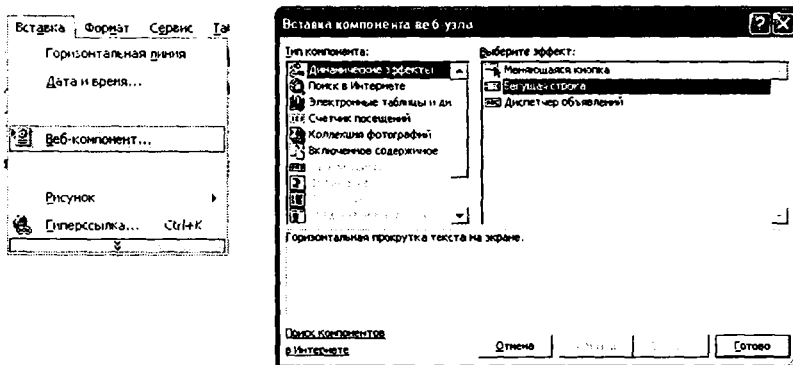 Вставка Формат Сервис Та
Горизонтальная линия
Дата и время...
Веб-компонент...
Рисунок
Гиперссылка... Ctrl+K
Вставка компонента веб узла
Тип компонента:
Динамические эффекты
Поиск в Интернете
Электронные таблицы и ди
Счетчик посещений
Коллекция фотографий
Включенное содержимое
Выберите эффект:
Меняющаяся кнопка
Бегущая строка
Диспетчер объявлений
Горизонтальная прокрутка текста на экране.
Поиск компонентов
в Интернете
Отмена Готово